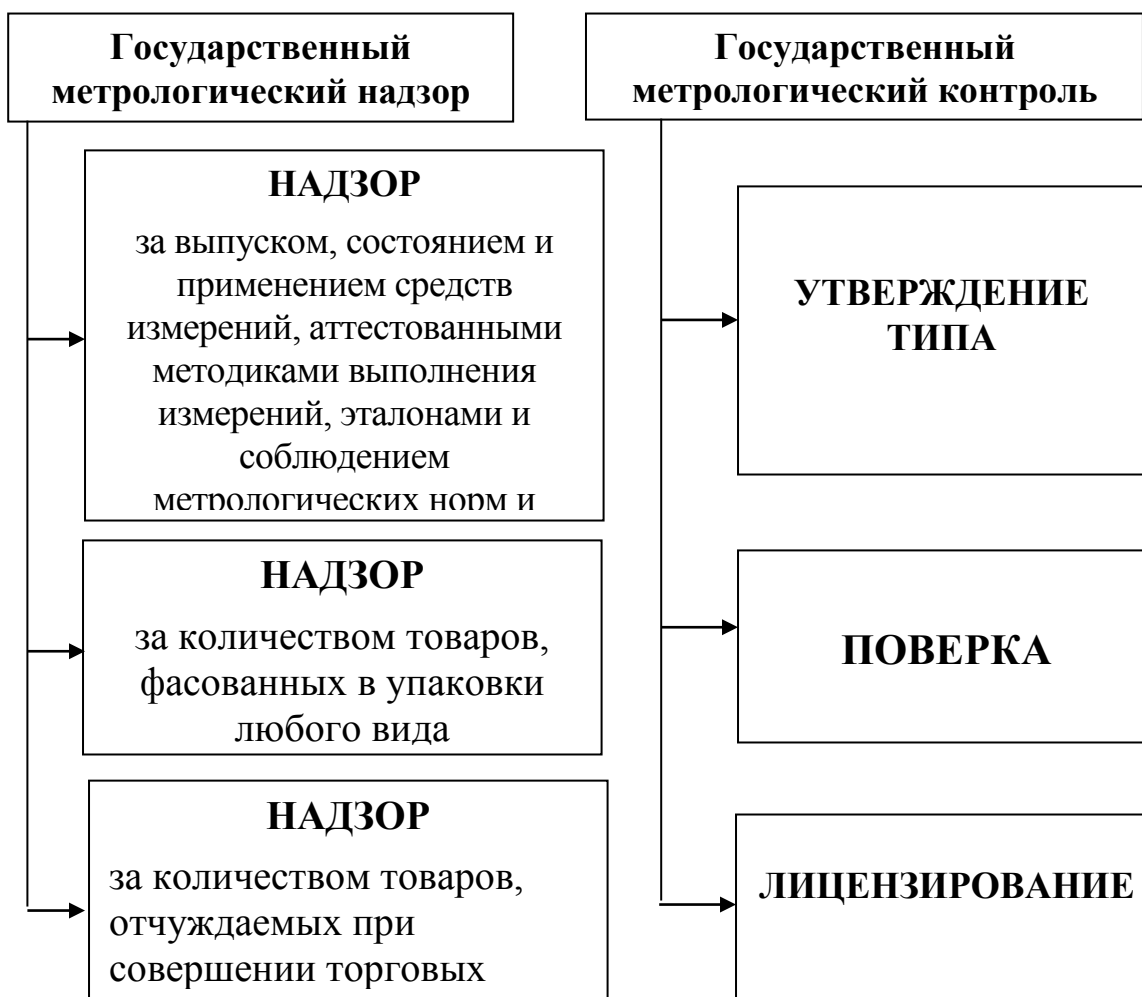 Государственный
метрологический надзор
НАДЗОР
за выпуском, состоянием и
применением средств
измерений, аттестованными
методиками выполнения
измерений, эталонами и
соблюдением
метрологических норм и
НАДЗОР
за количеством товаров,
фасованных в упаковки
любого вида
НАДЗОР
за количеством товаров,
отчуждаемых при
совершении торговых
Государственный
метрологический контроль
УТВЕРЖДЕНИЕ
ТИПА
ПОВЕРКА
ЛИЦЕНЗИРОВАНИЕ